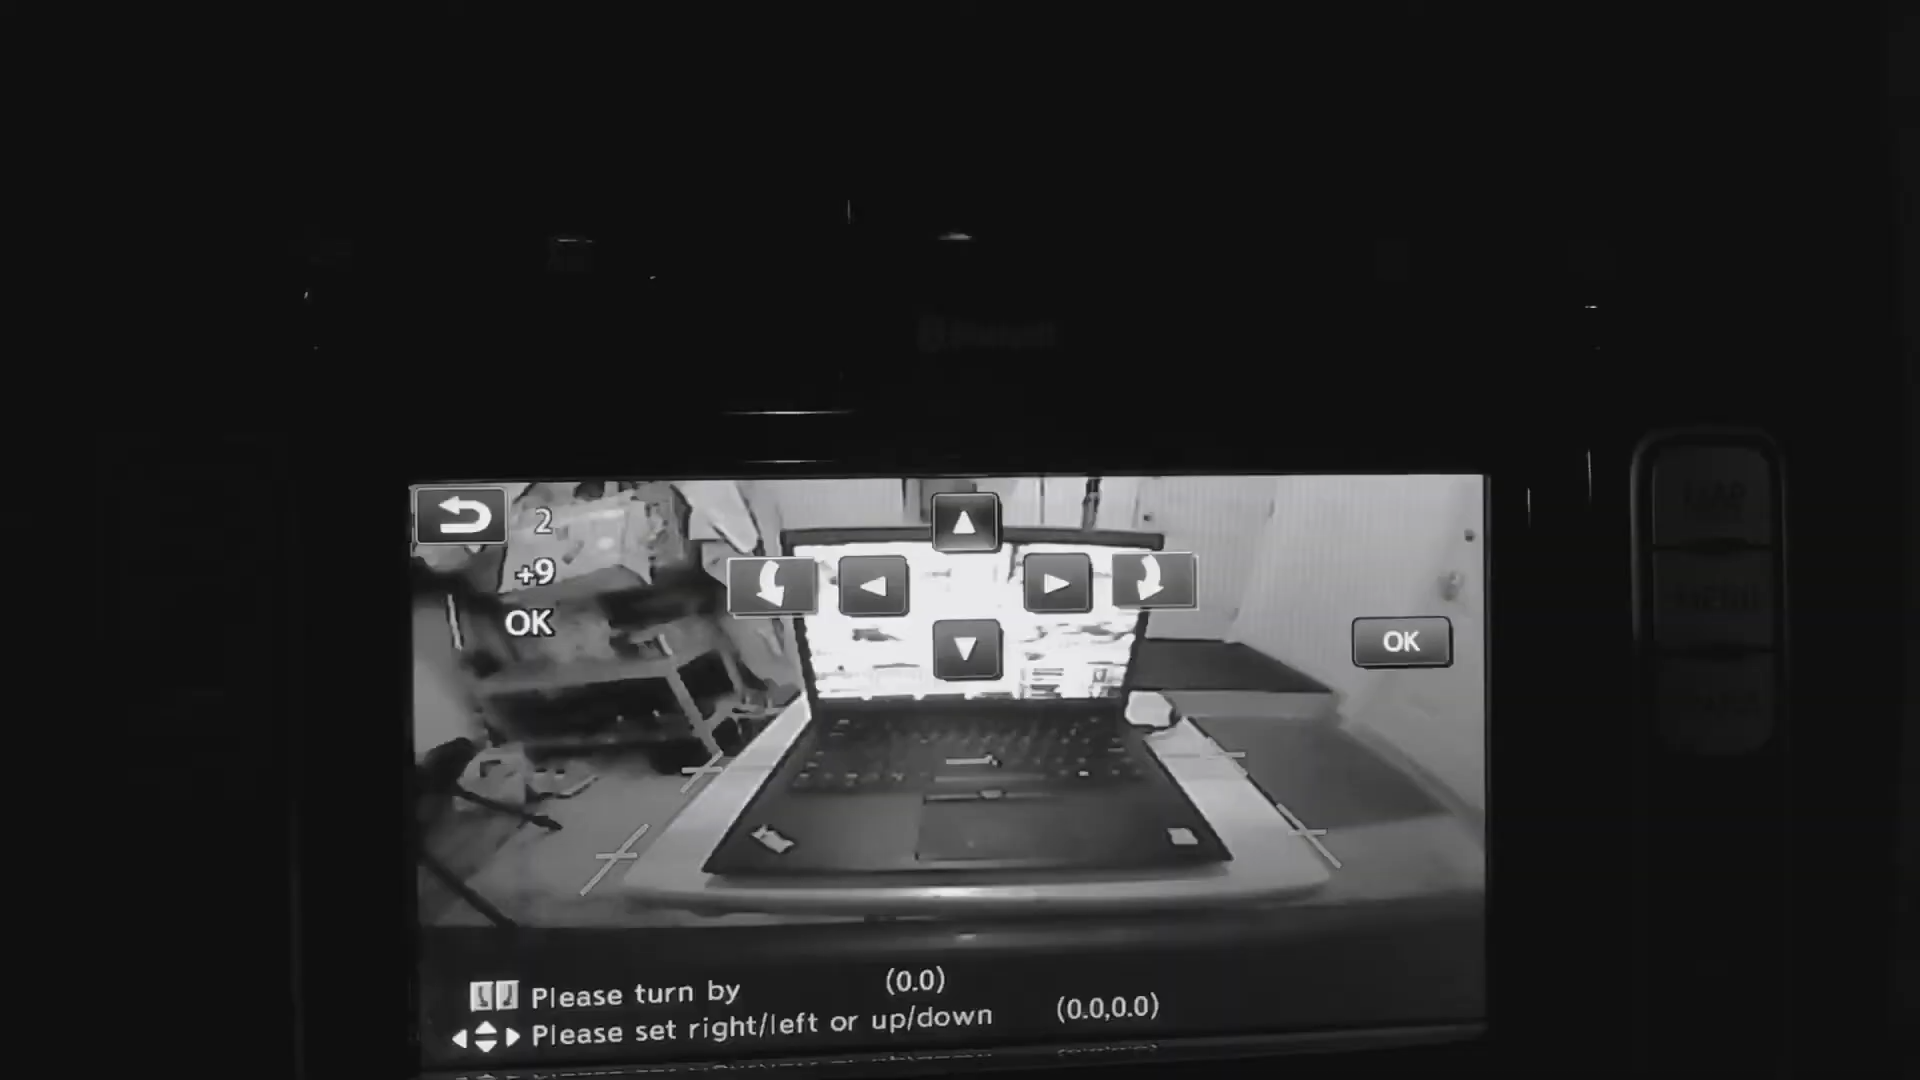 2
+9
OK
OK
Please turn by (0.0)
Please set right/left or up/down (0.0,0.0)